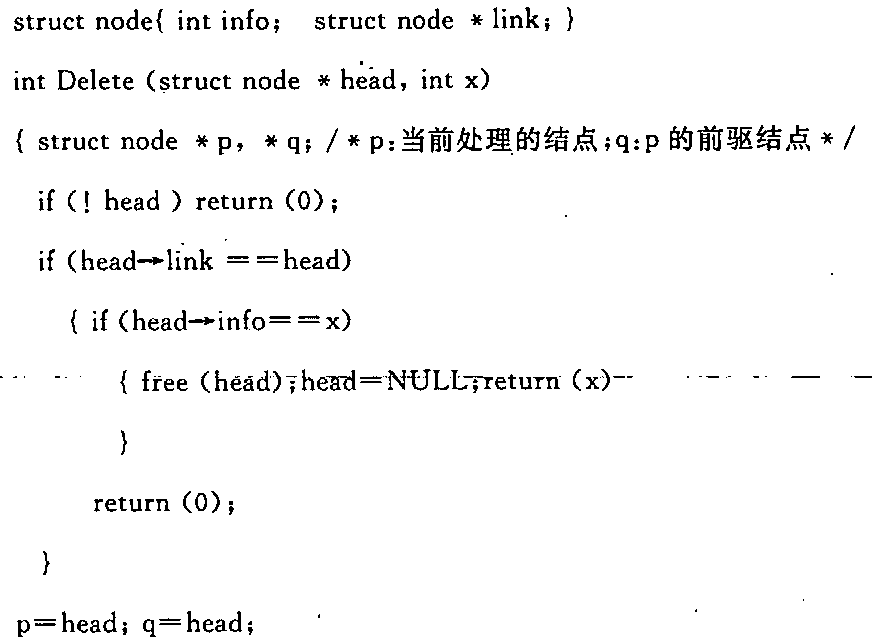 struct node{ int info; struct node * link; }
int Delete (struct node * head, int x)
{ struct node * p, * q; / * p:当前处理的结点;q:p 的前驱结点 * /
if (! head ) return (0);
if (head→link ==head)
{ if (head→info==x)
{ free (head);head=NULL;return (x)
}
return (0);
}
p=head; q=head;